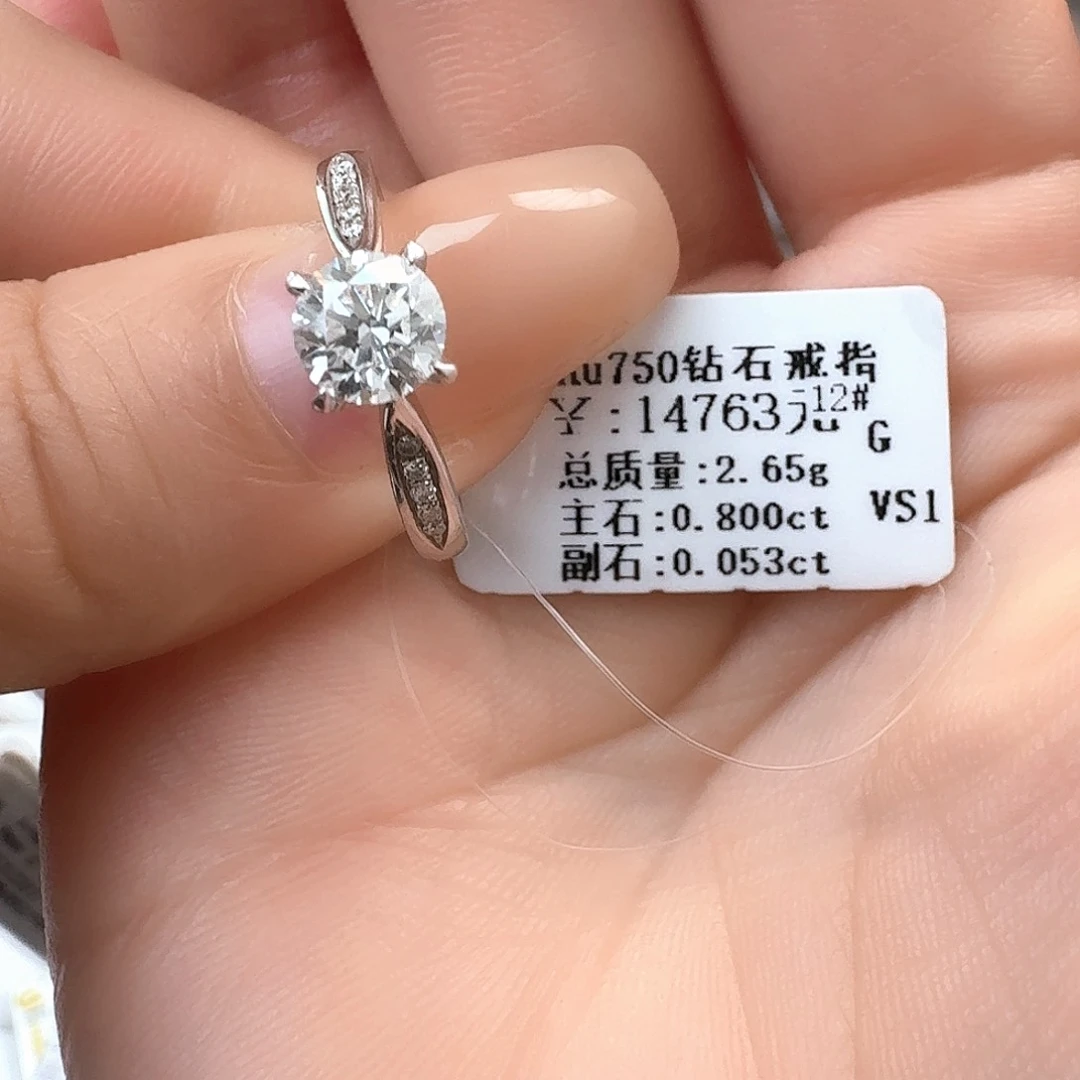 Au750钻石戒指
¥:14763元 12#
G
总质量:2.65g
主石:0.800ct
VS1
副石:0.053ct